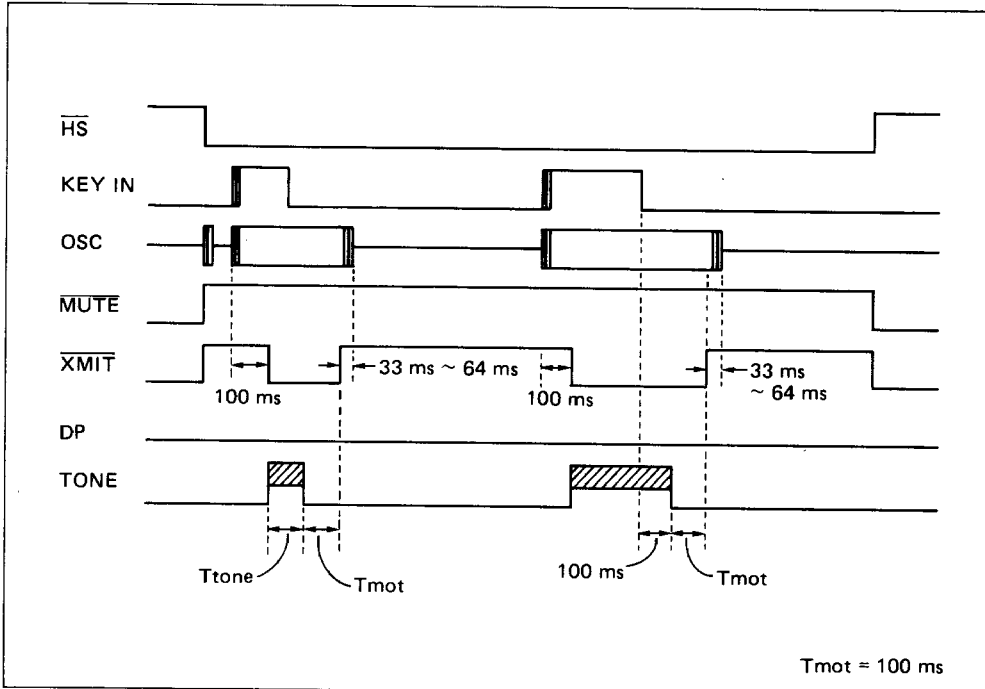 HS
KEY IN
OSC
MUTE
XMIT
33 ms ~ 64 ms
33 ms
~ 64 ms
100 ms
100 ms
DP
TONE
Ttone
Tmot
100 ms
Tmot
Tmot = 100 ms